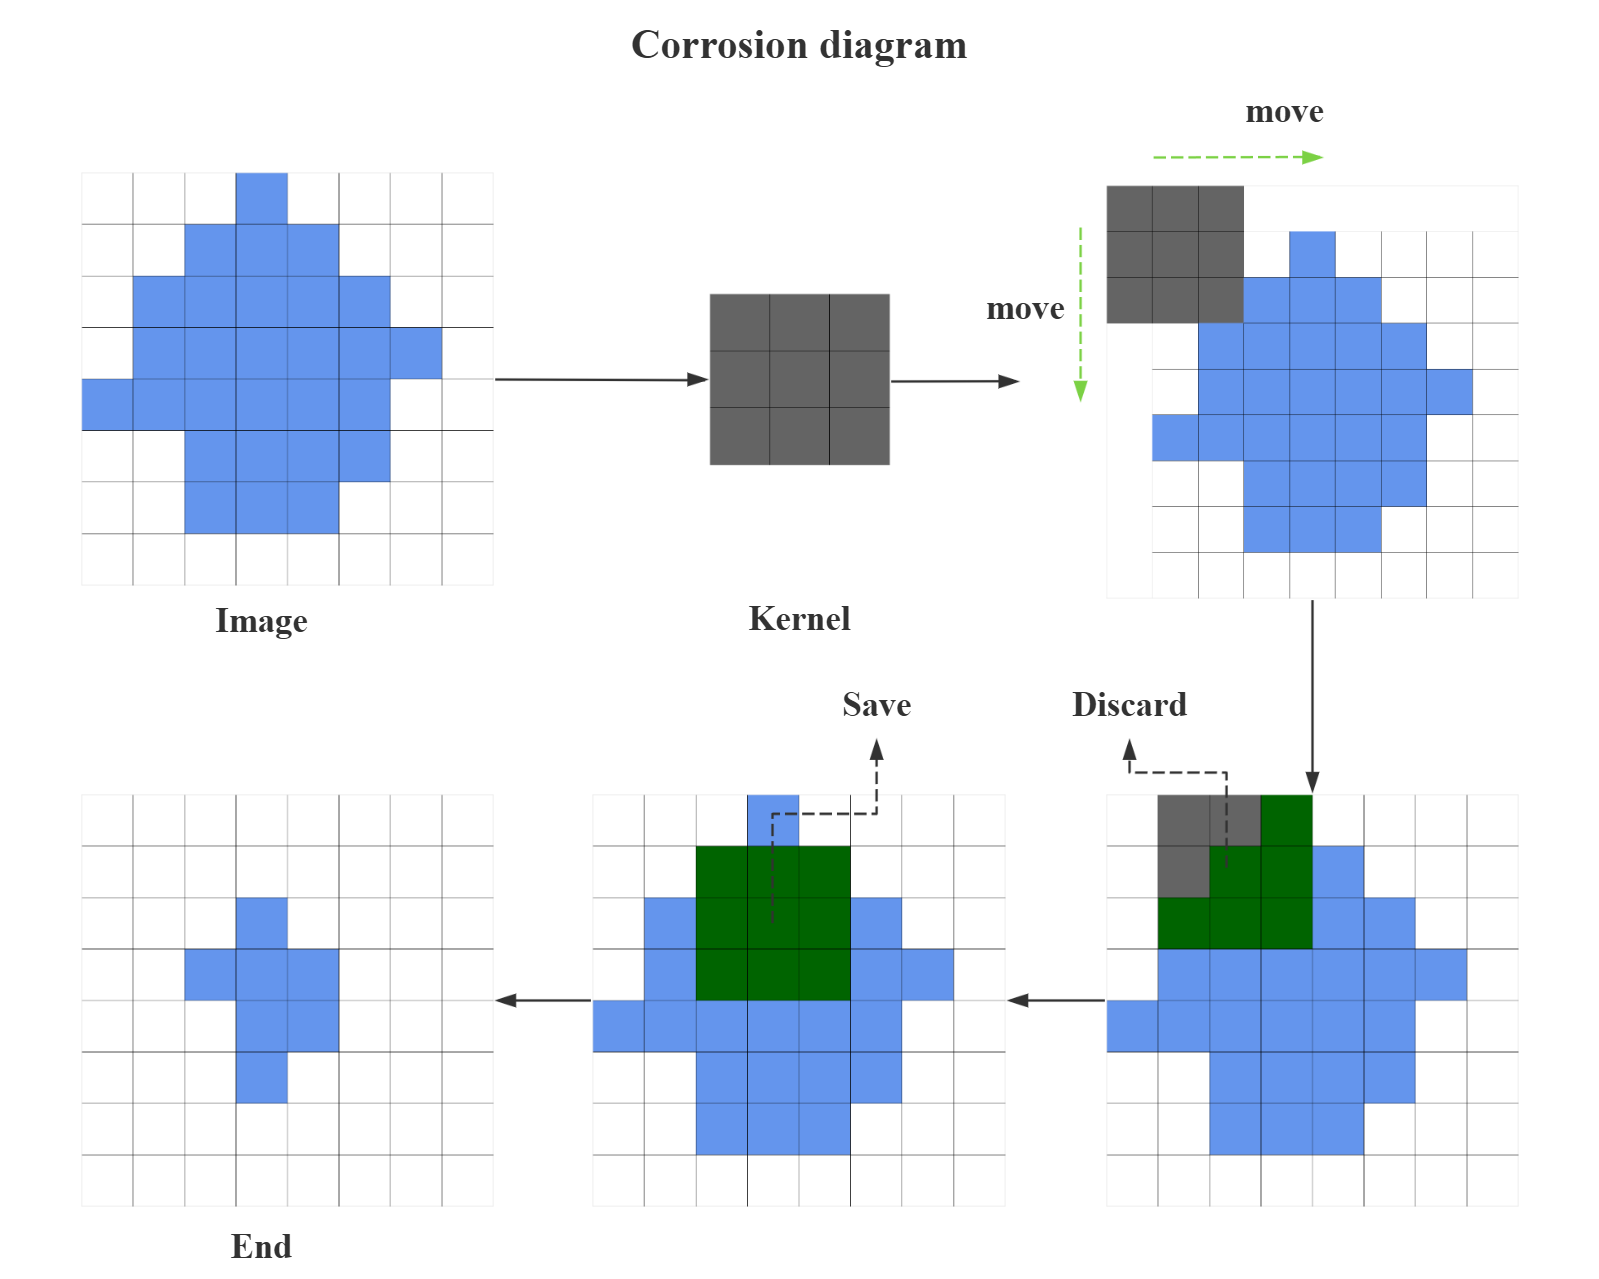 Corrosion diagram
move
move
Image
Kernel
Save
Discard
End